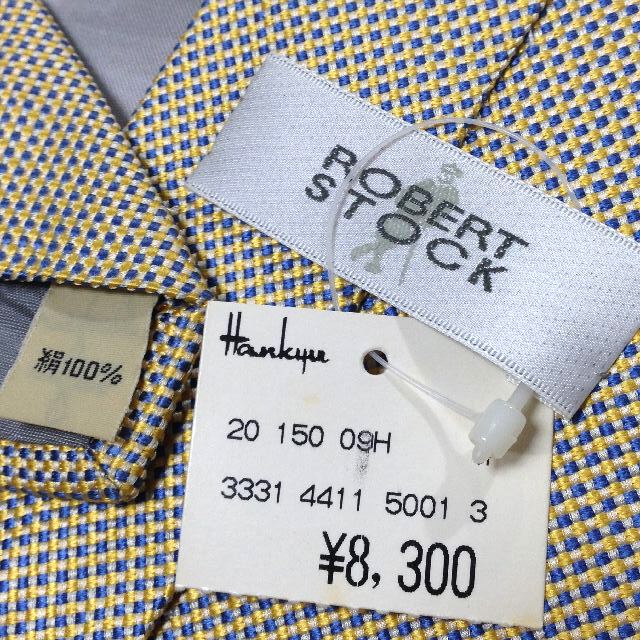 ROBERT
STOCK
絹100%
Hankyu
20 150 09H
3331 4411 5001 3
¥8,300